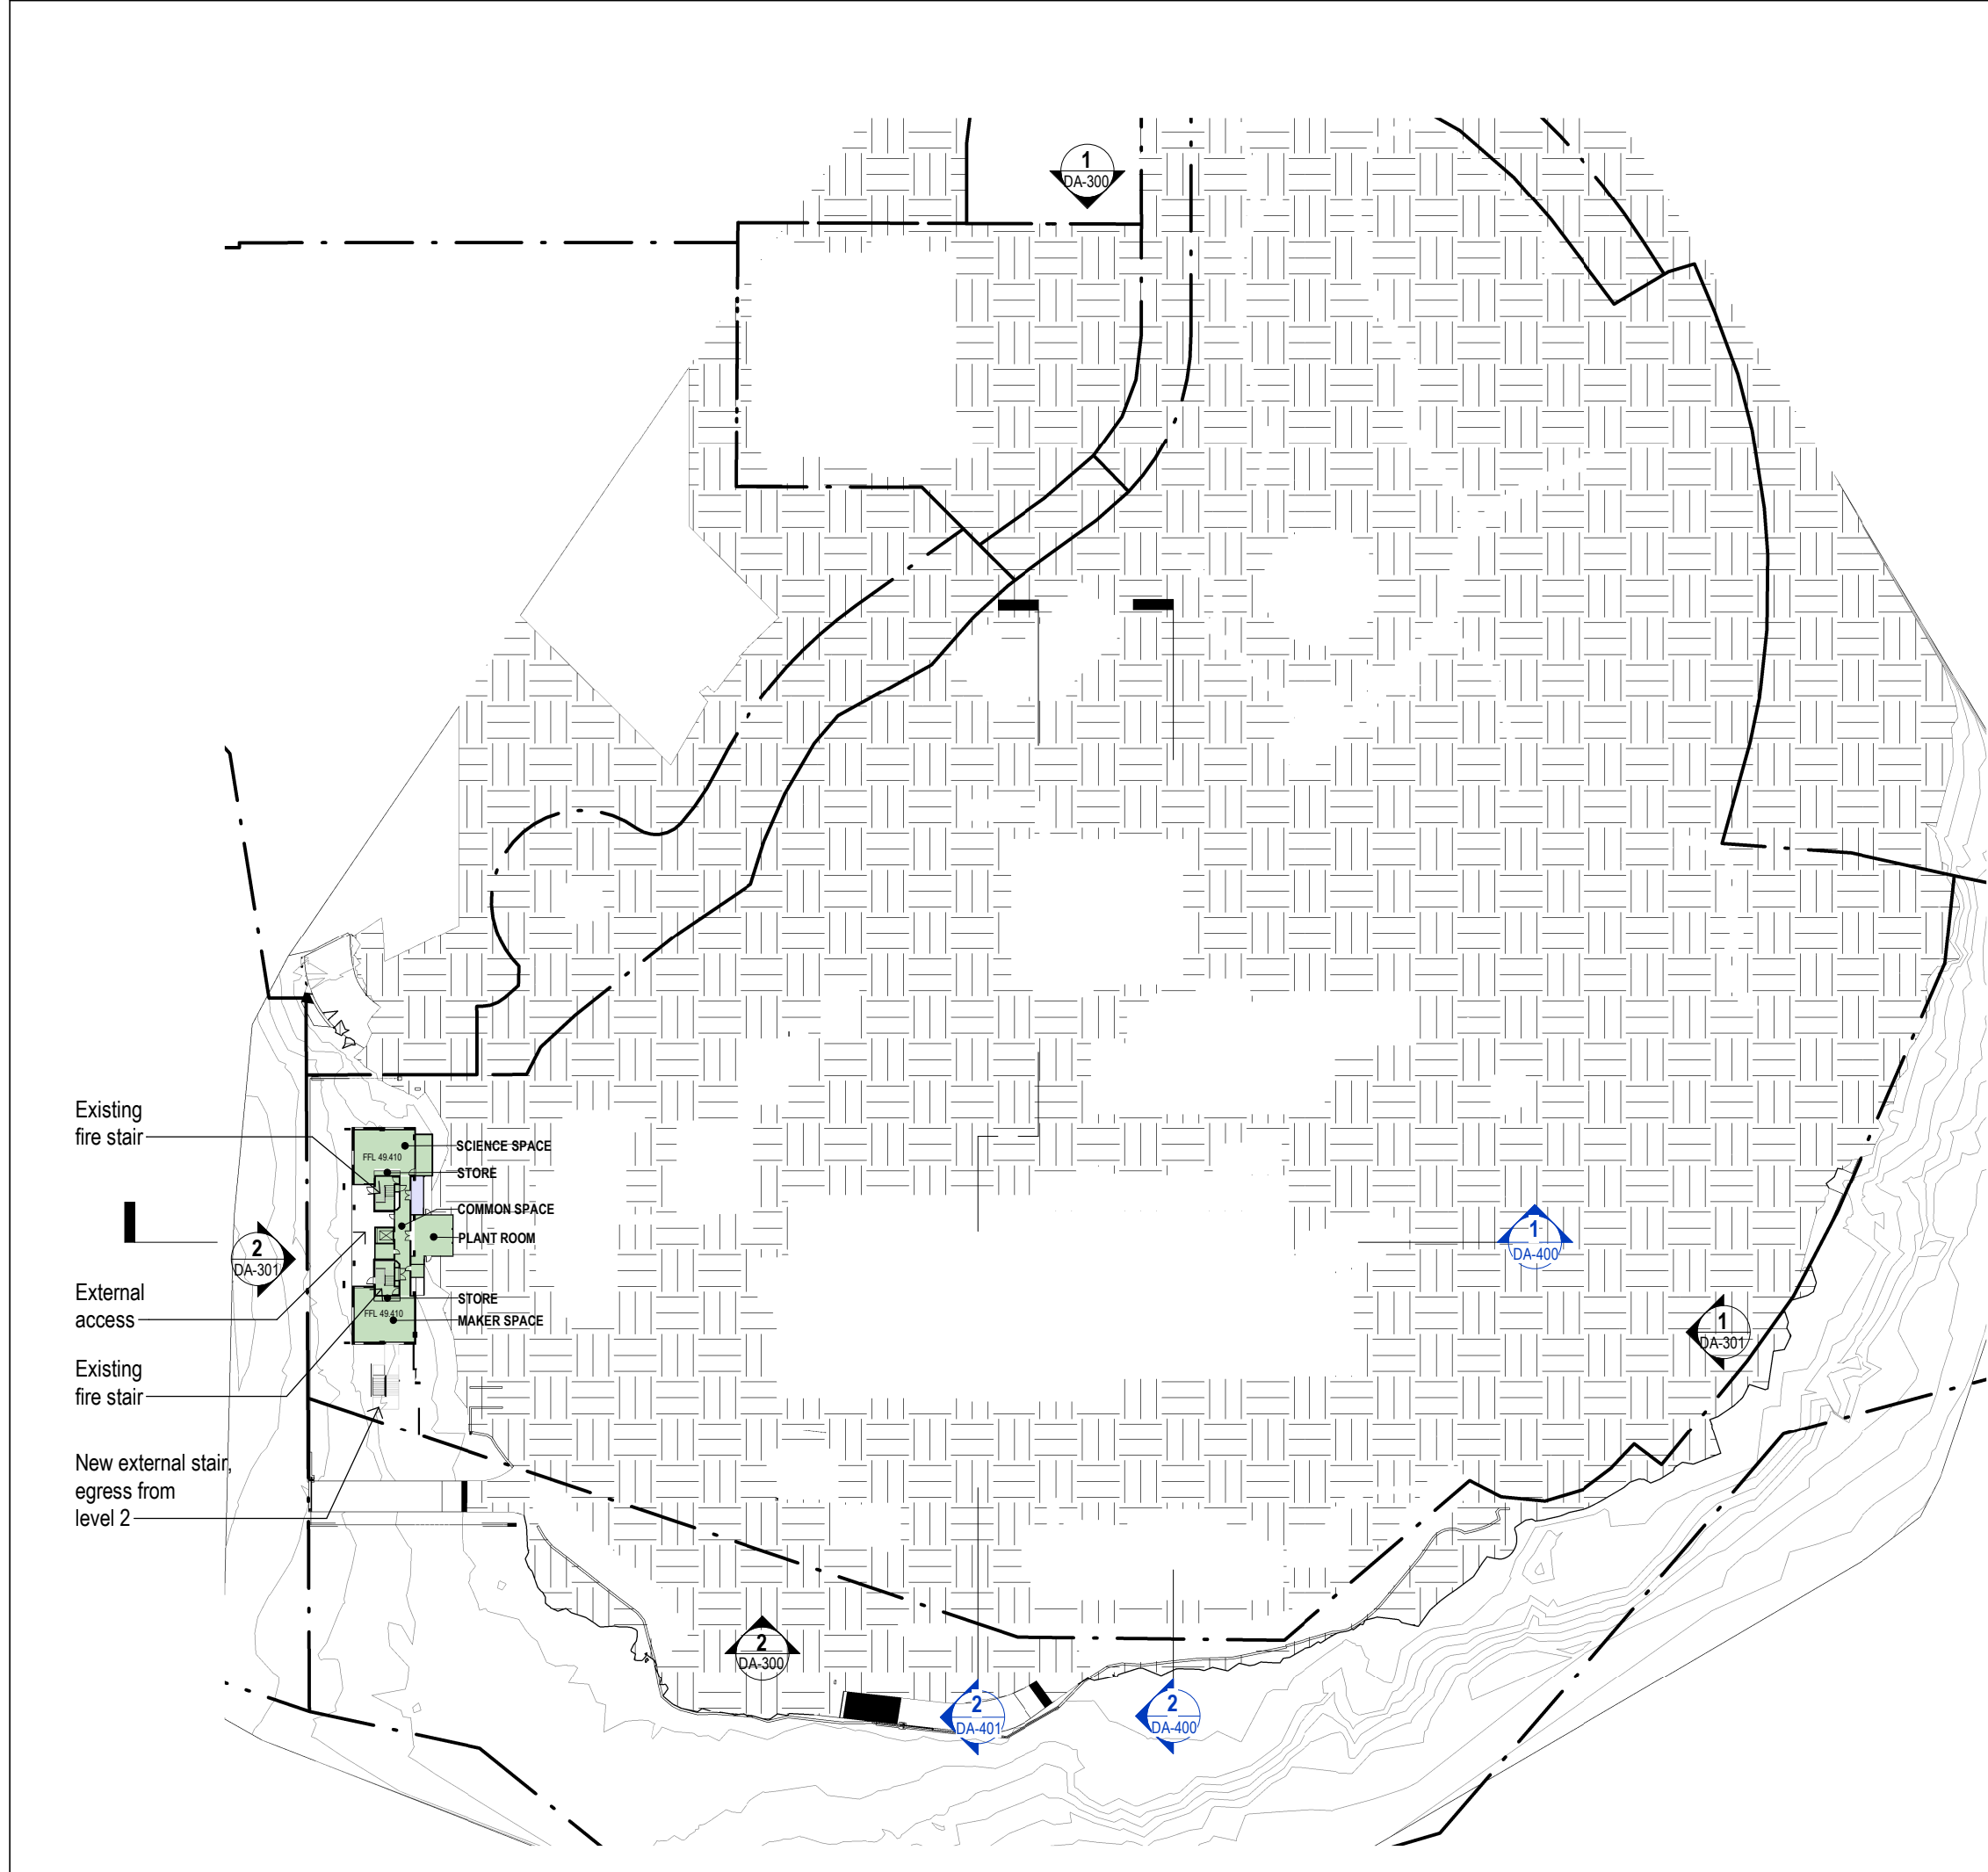 1
DA-300
Existing
fire stair
SCIENCE SPACE
FFL 49.410
STORE
COMMON SPACE
PLANT ROOM
1
DA-400
2
DA-301
External
access
STORE
FFL 49.410
MAKER SPACE
1
DA-301
Existing
fire stair
New external stair,
egress from
level 2
2
DA-300
2
DA-401
2
DA-400